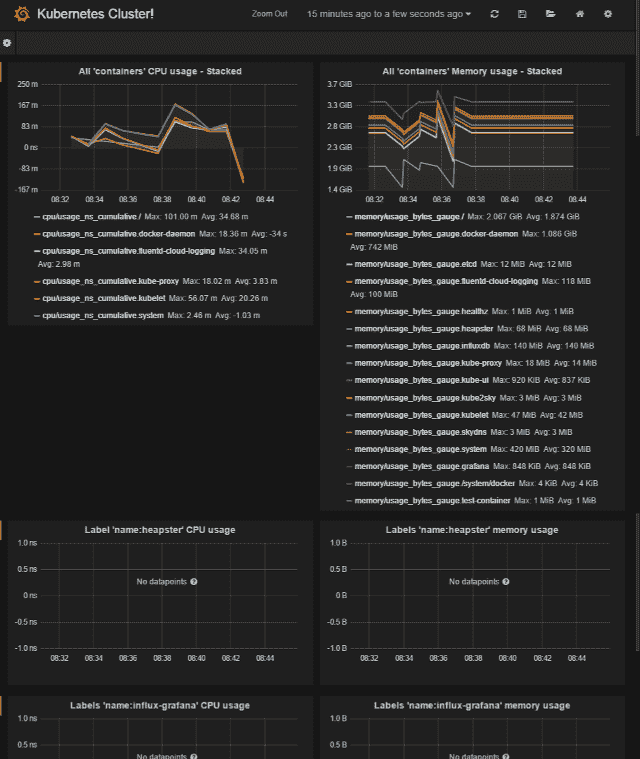 Kubernetes Cluster!
Zoom Out
15 minutes ago to a few seconds ago
All 'containers' CPU usage - Stacked
250 m
167 m
83 m
0 ns
-83 m
-167 m
08:32 08:34 08:36 08:38 08:40 08:42 08:44
cpu/usage_ns_cumulative./ Max: 101.00 m Avg: 34.68 m
cpu/usage_ns_cumulative.docker-daemon Max: 18.36 m Avg: -34 s
cpu/usage_ns_cumulative.fluentd-cloud-logging Max: 34.05 m
Avg: 2.98 m
cpu/usage_ns_cumulative.kube-proxy Max: 18.02 m Avg: 3.83 m
cpu/usage_ns_cumulative.kubelet Max: 56.07 m Avg: 20.26 m
cpu/usage_ns_cumulative.system Max: 2.46 m Avg: -1.03 m
All 'containers' Memory usage - Stacked
3.7 GiB
3.3 GiB
2.8 GiB
2.3 GiB
1.9 GiB
1.4 GiB
08:32 08:34 08:36 08:38 08:40 08:42 08:44
memory/usage_bytes_gauge./ Max: 2.067 GiB Avg: 1.874 GiB
memory/usage_bytes_gauge.docker-daemon Max: 1.086 GiB
Avg: 742 MiB
memory/usage_bytes_gauge.etcd Max: 12 MiB Avg: 12 MiB
memory/usage_bytes_gauge.fluentd-cloud-logging Max: 118 MiB
Avg: 100 MiB
memory/usage_bytes_gauge.healthz Max: 1 MiB Avg: 1 MiB
memory/usage_bytes_gauge.heapster Max: 68 MiB Avg: 68 MiB
memory/usage_bytes_gauge.influxdb Max: 140 MiB Avg: 140 MiB
memory/usage_bytes_gauge.kube-proxy Max: 18 MiB Avg: 14 MiB
memory/usage_bytes_gauge.kube-ui Max: 920 KiB Avg: 837 KiB
memory/usage_bytes_gauge.kube2sky Max: 3 MiB Avg: 3 MiB
memory/usage_bytes_gauge.kubelet Max: 47 MiB Avg: 42 MiB
memory/usage_bytes_gauge.skydns Max: 3 MiB Avg: 3 MiB
memory/usage_bytes_gauge.system Max: 420 MiB Avg: 320 MiB
memory/usage_bytes_gauge.grafana Max: 848 KiB Avg: 848 KiB
memory/usage_bytes_gauge./system/docker Max: 4 KiB Avg: 4 KiB
memory/usage_bytes_gauge.test-container Max: 1 MiB Avg: 1 MiB
Label 'name:heapster' CPU usage
1.0 ns
0.5 ns
0 ns
-0.5 ns
-1.0 ns
No datapoints
08:32 08:34 08:36 08:38 08:40 08:42 08:44
Labels 'name:heapster' memory usage
1.0 B
0.5 B
0 B
-0.5 B
-1.0 B
No datapoints
08:32 08:34 08:36 08:38 08:40 08:42 08:44
Labels 'name:influx-grafana' CPU usage
1.0 ns
0.5 ns
No datapoints
Labels 'name:influx-grafana' memory usage
1.0 B
0.5 B
No datapoints